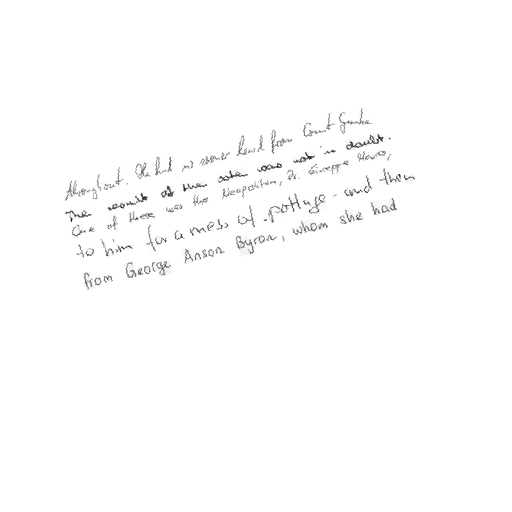 throughout. She had no sooner heard from Count Gamba
The result of the vote was not in doubt.
One of these was the Neapolitan, Dr. Giuseppe
to him for a mess of pottage - and then
from George Anson Byron, whom she had